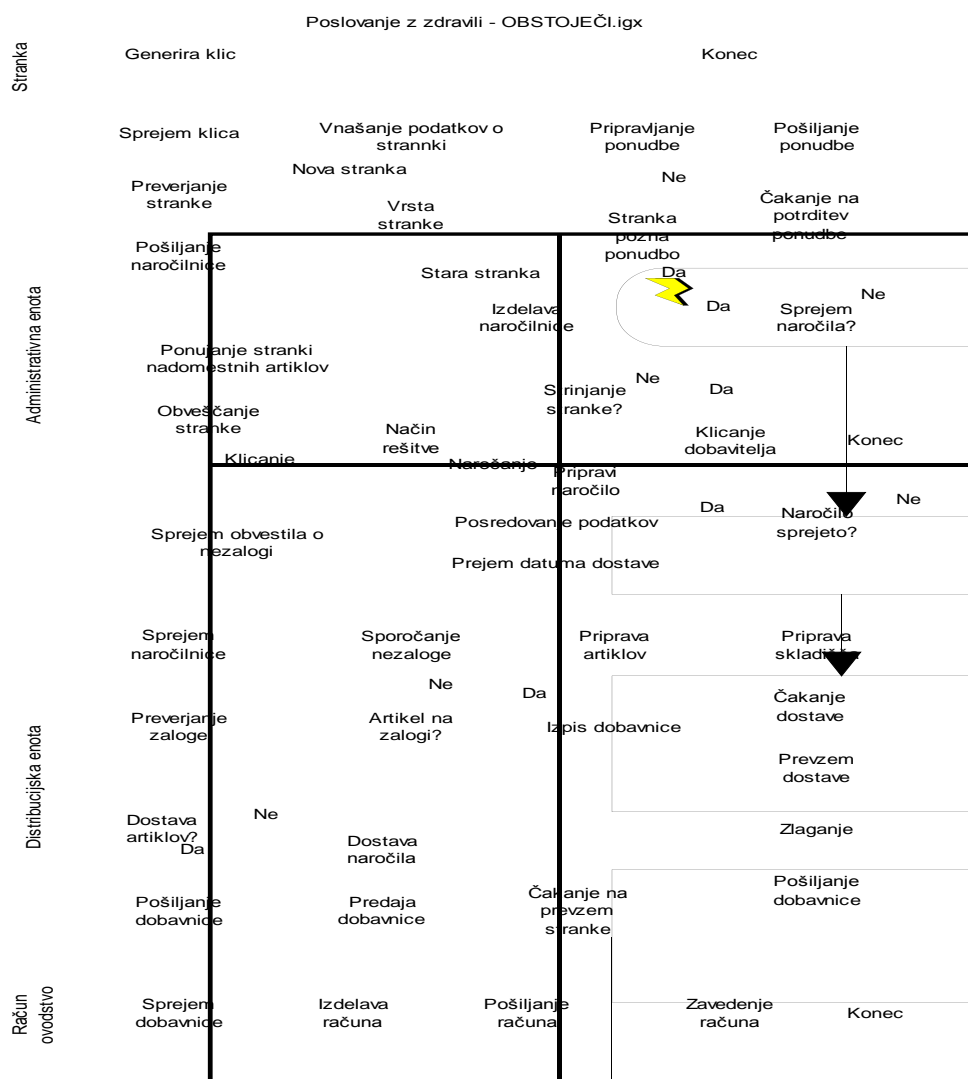 Poslovanje z zdravili - OBSTOJEČI.igx
Stranka
Generira klic
Konec
Administrativna enota
Sprejem klica
Vnašanje podatkov o
strannki
Pripravljanje
ponudbe
Pošiljanje
ponudbe
Nova stranka
Ne
Preverjanje
stranke
Vrsta
stranke
Stranka
pozna
ponudbo
Čakanje na
potrditev
ponudbe
Pošiljanje
naročilnice
Stara stranka
Da
Izdelava
naročilnice
Da
Sprejem
naročila?
Ne
Ponujanje stranki
nadomestnih artiklov
Strinjanje
stranke?
Ne
Da
Obveščanje
stranke
Način
rešitve
Klicanje
dobavitelja
Konec
Klicanje
Naročanje
Pripravi
naročilo
Da
Naročilo
sprejeto?
Ne
Posredovanje podatkov
Sprejem obvestila o
nezalogi
Prejem datuma dostave
Distribucijska enota
Sprejem
naročilnice
Sporočanje
nezaloge
Priprava
artiklov
Priprava
skladišča
Ne
Da
Preverjanje
zaloge
Artikel na
zalogi?
Izpis dobavnice
Čakanje
dostave
Prevzem
dostave
Dostava
artiklov?
Ne
Da
Dostava
naročila
Zlaganje
Pošiljanje
dobavnice
Predaja
dobavnice
Čakanje na
prevzem
stranke
Pošiljanje
dobavnice
Račun
ovodstvo
Sprejem
dobavnice
Izdelava
računa
Pošiljanje
računa
Zavedenje
računa
Konec